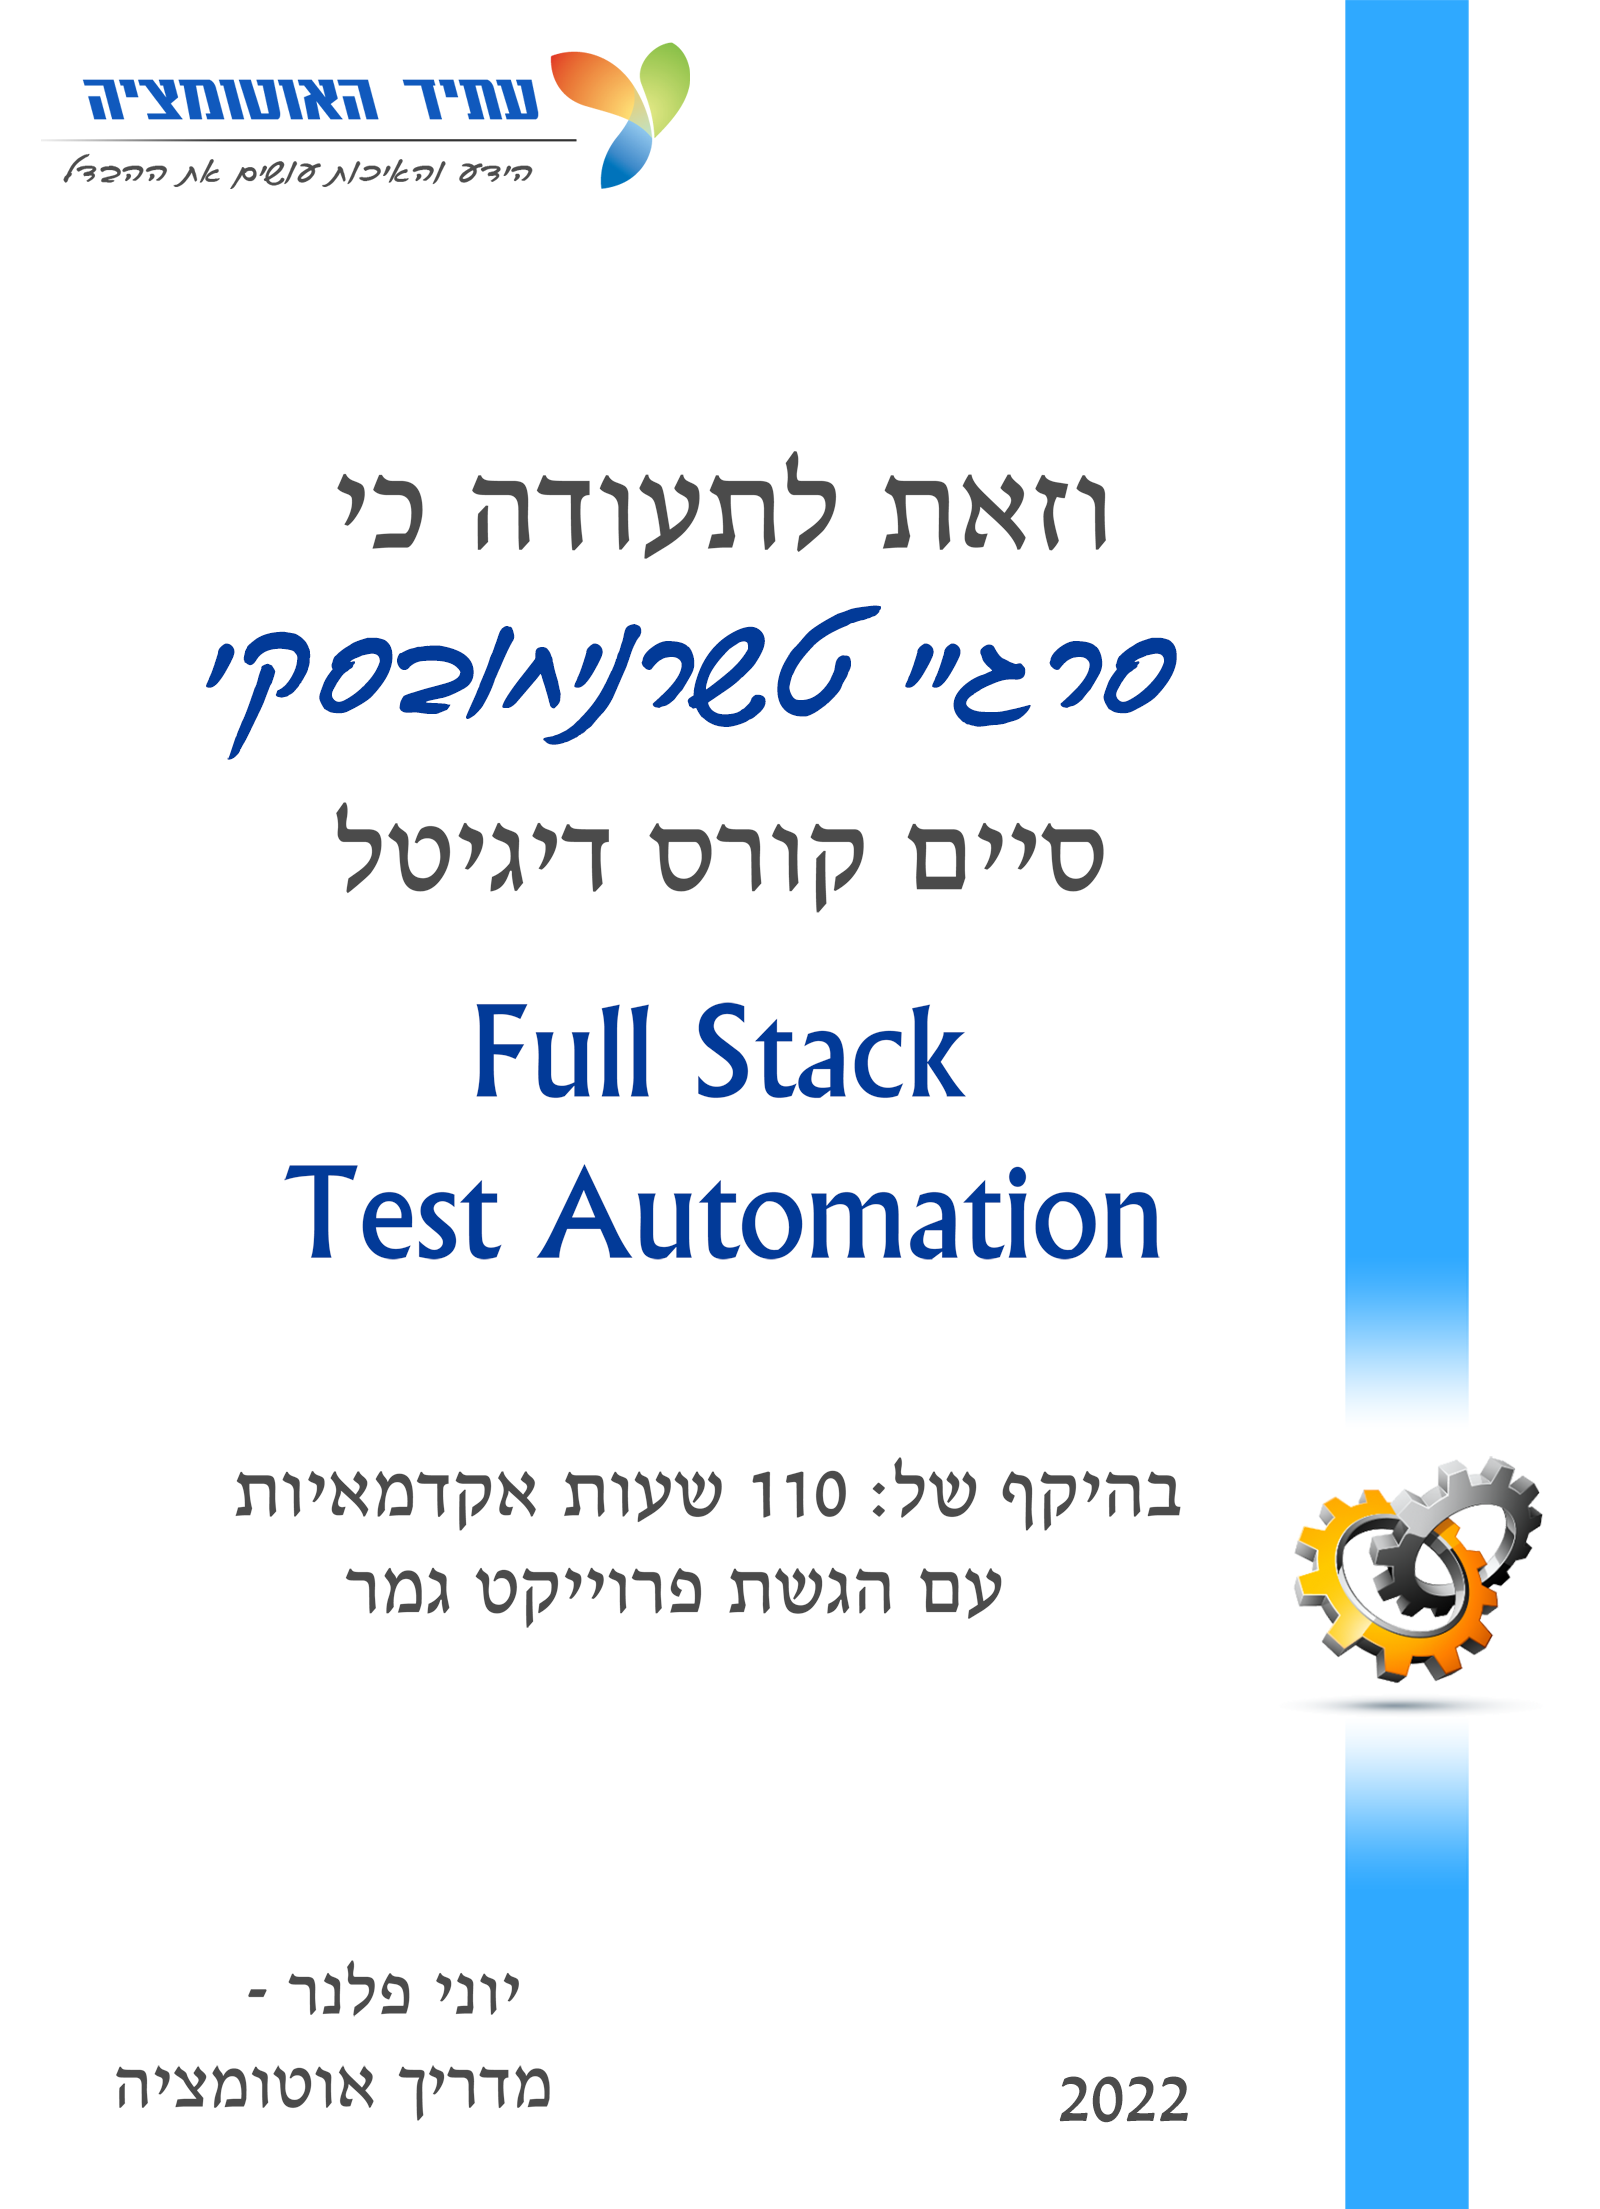 עתיד האוטומציה
הידע והאיכות עושים את ההבדל
וזאת לתעודה כי
סרגיי טשרניחובסקי
סיים קורס דיגיטל
Full Stack
Test Automation
בהיקף של: 110 שעות אקדמאיות
עם הגשת פרוייקט גמר
יוני פלנר -
מדריך אוטומציה
2022